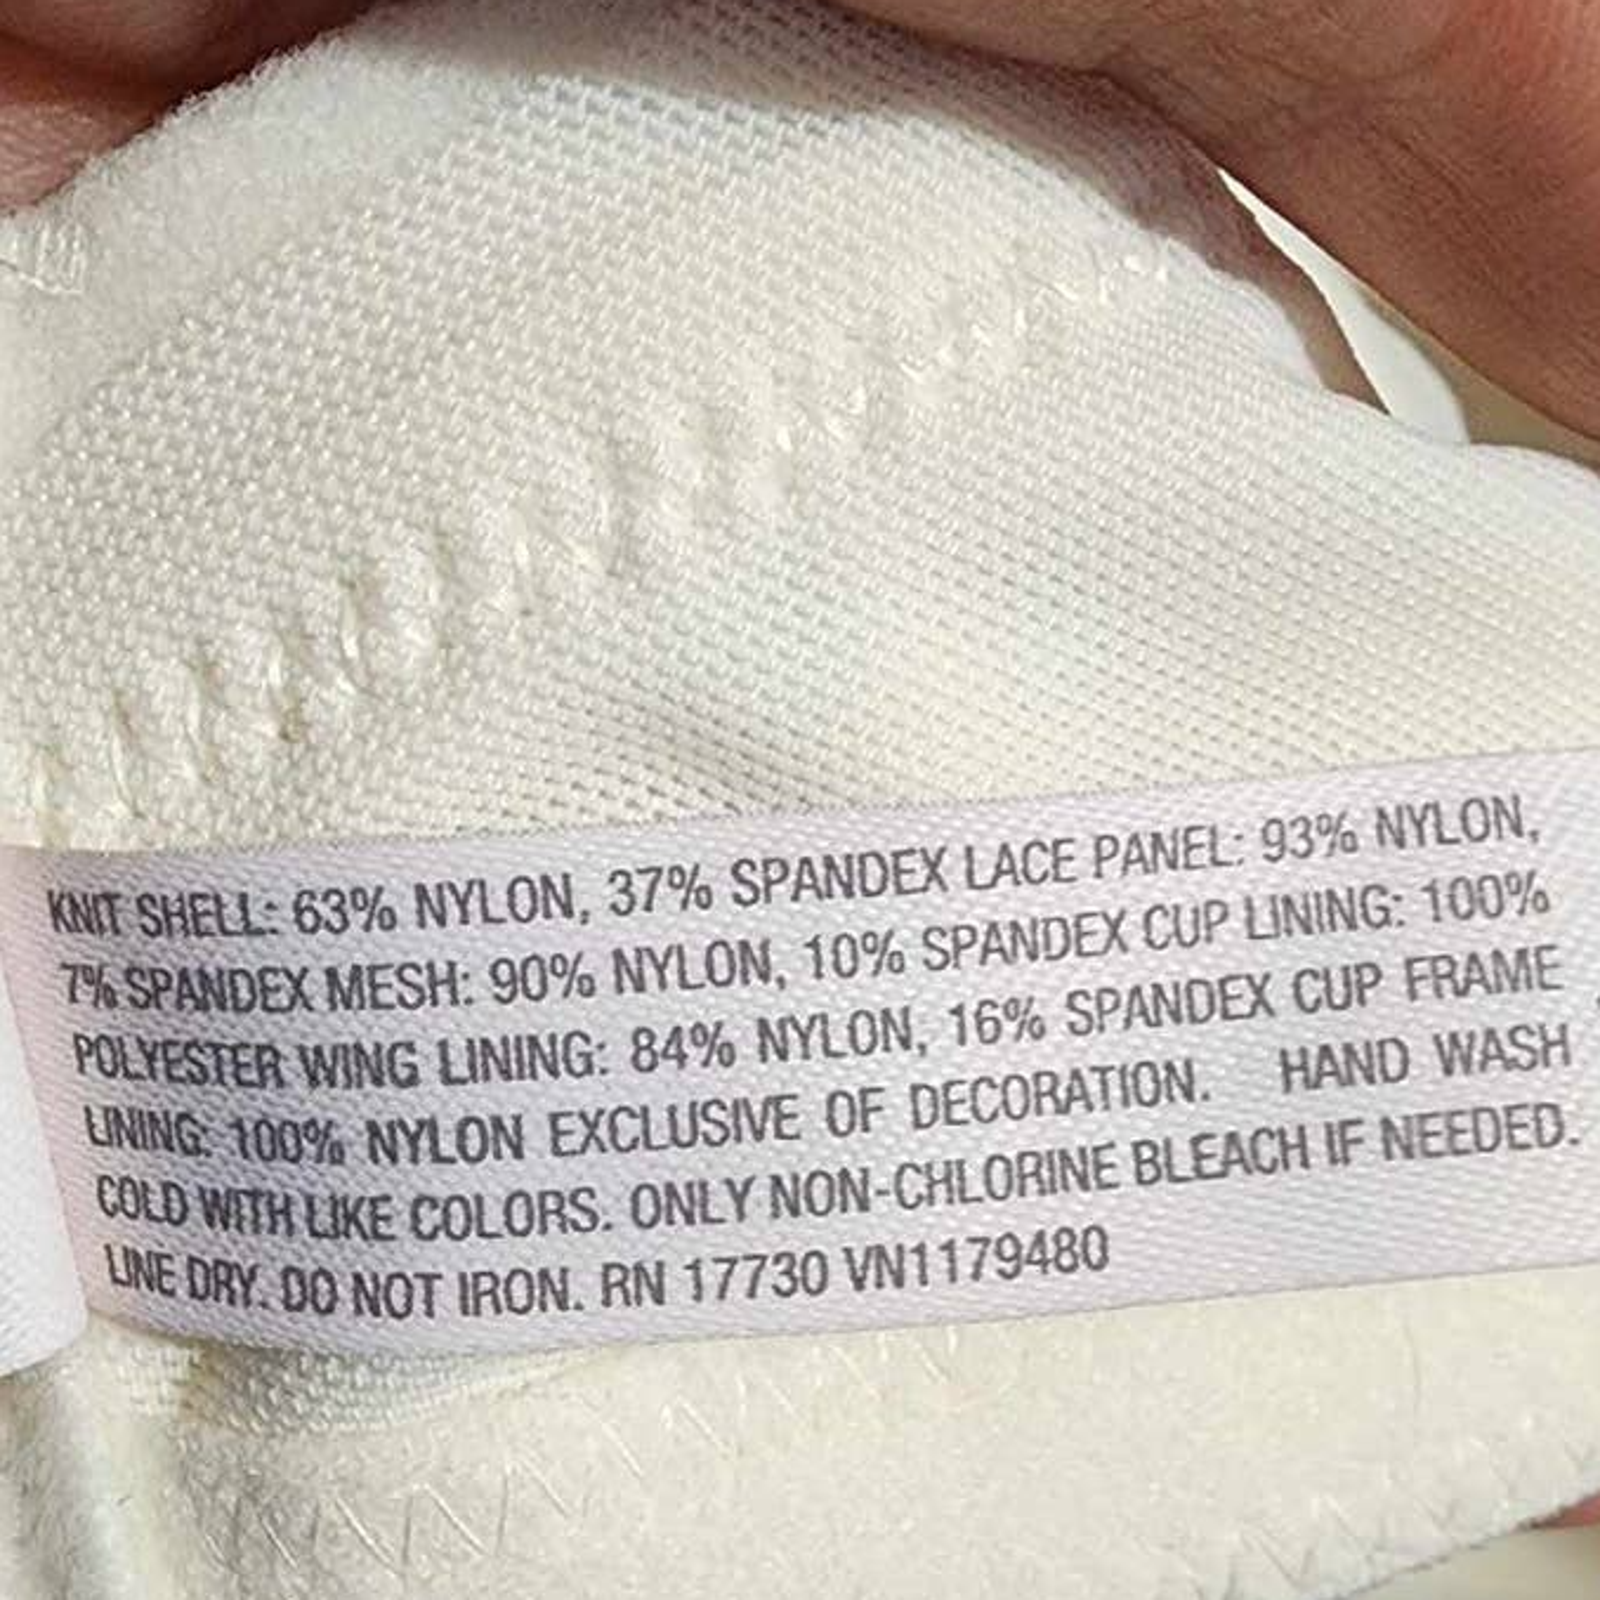 KNIT SHELL: 63% NYLON, 37% SPANDEX LACE PANEL: 93% NYLON,
7% SPANDEX MESH: 90% NYLON, 10% SPANDEX CUP LINING: 100%
POLYESTER WING LINING: 84% NYLON, 16% SPANDEX CUP FRAME
LINING: 100% NYLON EXCLUSIVE OF DECORATION. HAND WASH
COLD WITH LIKE COLORS. ONLY NON-CHLORINE BLEACH IF NEEDED.
LINE DRY. DO NOT IRON. RN 17730 VN1179480